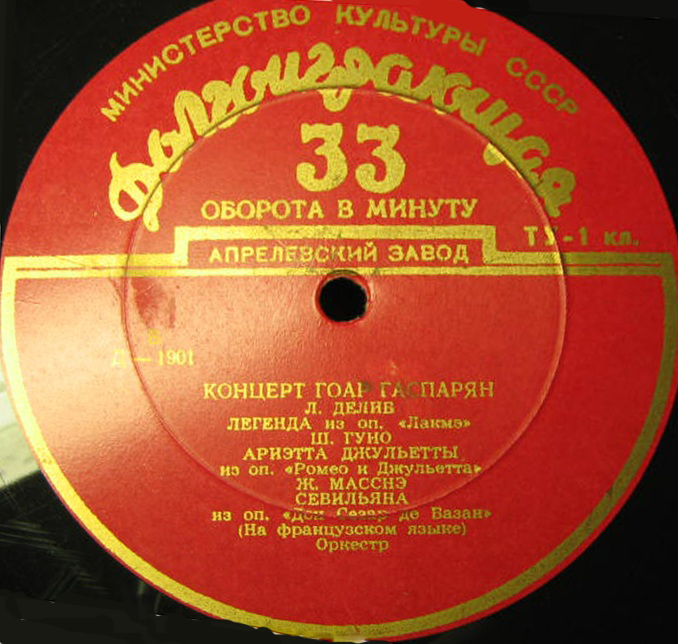 МИНИСТЕРСТВО КУЛЬТУРЫ СССР
Долгоиграющая
33
ОБОРОТА В МИНУТУ
ТУ-1 кл.
АПРЕЛЕВСКИЙ ЗАВОД
Д—1901
КОНЦЕРТ ГОАР ГАСПАРЯН
Л. ДЕЛИБ
ЛЕГЕНДА из оп. «Лакмэ»
Ш. ГУНО
АРИЭТТА ДЖУЛЬЕТТЫ
из оп. «Ромео и Джульетта»
Ж. МАССНЭ
СЕВИЛЬЯНА
из оп. «Дон Сезар де Базан»
(На французском языке)
Оркестр